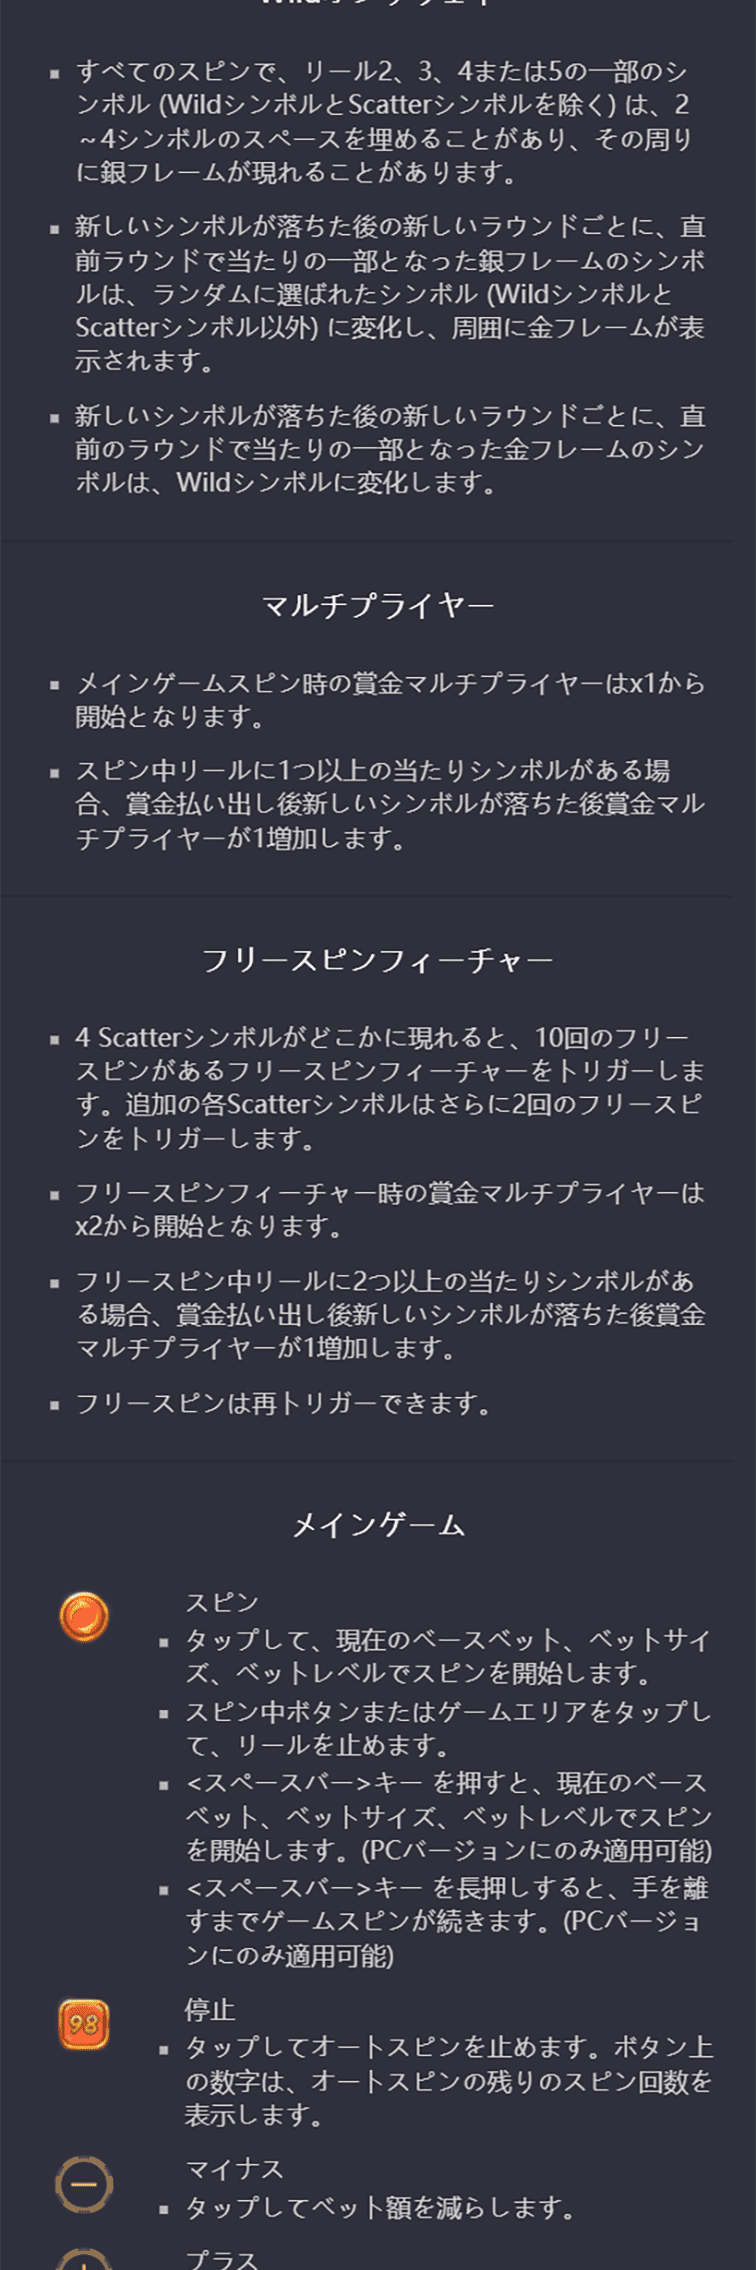 Wildオンザウェイ
すべてのスピンで、リール2、3、4または5の一部のシ
ンボル (WildシンボルとScatterシンボルを除く) は、2
～4シンボルのスペースを埋めることがあり、その周り
に銀フレームが現れることがあります。
新しいシンボルが落ちた後の新しいラウンドごとに、直
前ラウンドで当たりの一部となった銀フレームのシンボ
ルは、ランダムに選ばれたシンボル (Wildシンボルと
Scatterシンボル以外) に変化し、周囲に金フレームが表
示されます。
新しいシンボルが落ちた後の新しいラウンドごとに、直
前のラウンドで当たりの一部となった金フレームのシン
ボルは、Wildシンボルに変化します。
マルチプライヤー
メインゲームスピン時の賞金マルチプライヤーはx1から
開始となります。
スピン中リールに1つ以上の当たりシンボルがある場
合、賞金払い出し後新しいシンボルが落ちた後賞金マル
チプライヤーが1増加します。
フリースピンフィーチャー
4 Scatterシンボルがどこかに現れると、10回のフリー
スピンがあるフリースピンフィーチャーをトリガーしま
す。追加の各Scatterシンボルはさらに2回のフリースピ
ンをトリガーします。
フリースピンフィーチャー時の賞金マルチプライヤーは
x2から開始となります。
フリースピン中リールに2つ以上の当たりシンボルがあ
る場合、賞金払い出し後新しいシンボルが落ちた後賞金
マルチプライヤーが1増加します。
フリースピンは再トリガーできます。
メインゲーム
スピン
タップして、現在のベースベット、ベットサイ
ズ、ベットレベルでスピンを開始します。
スピン中ボタンまたはゲームエリアをタップし
て、リールを止めます。
<スペースバー>キー を押すと、現在のベース
ベット、ベットサイズ、ベットレベルでスピン
を開始します。(PCバージョンにのみ適用可能)
<スペースバー>キー を長押しすると、手を離
すまでゲームスピンが続きます。(PCバージョ
ンにのみ適用可能)
98
停止
タップしてオートスピンを止めます。ボタン上
の数字は、オートスピンの残りのスピン回数を
表示します。
マイナス
タップしてベット額を減らします。
プラス